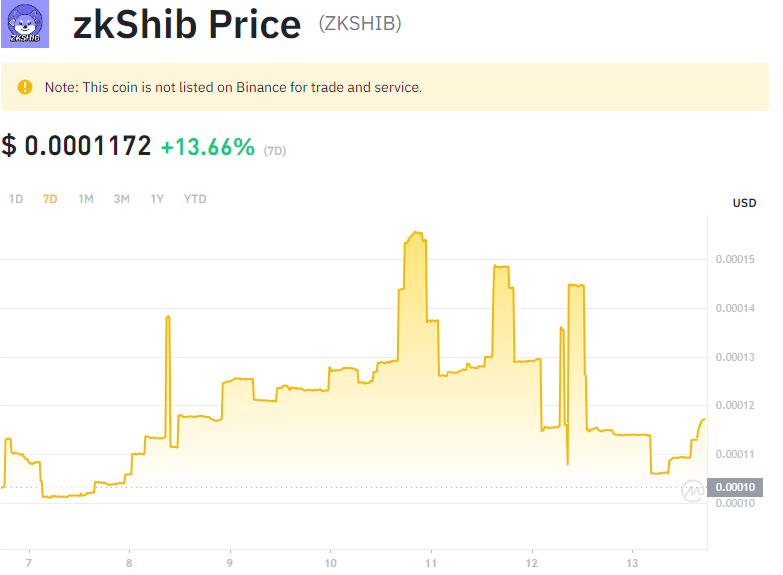 zkShib Price (ZKSHIB)
ZKSHIB
Note: This coin is not listed on Binance for trade and service.
$ 0.0001172 +13.66% (7D)
1D 7D 1M 3M 1Y YTD
USD
0.00015
0.00014
0.00013
0.00012
0.00011
0.00010
0.00010
7 8 9 10 11 12 13